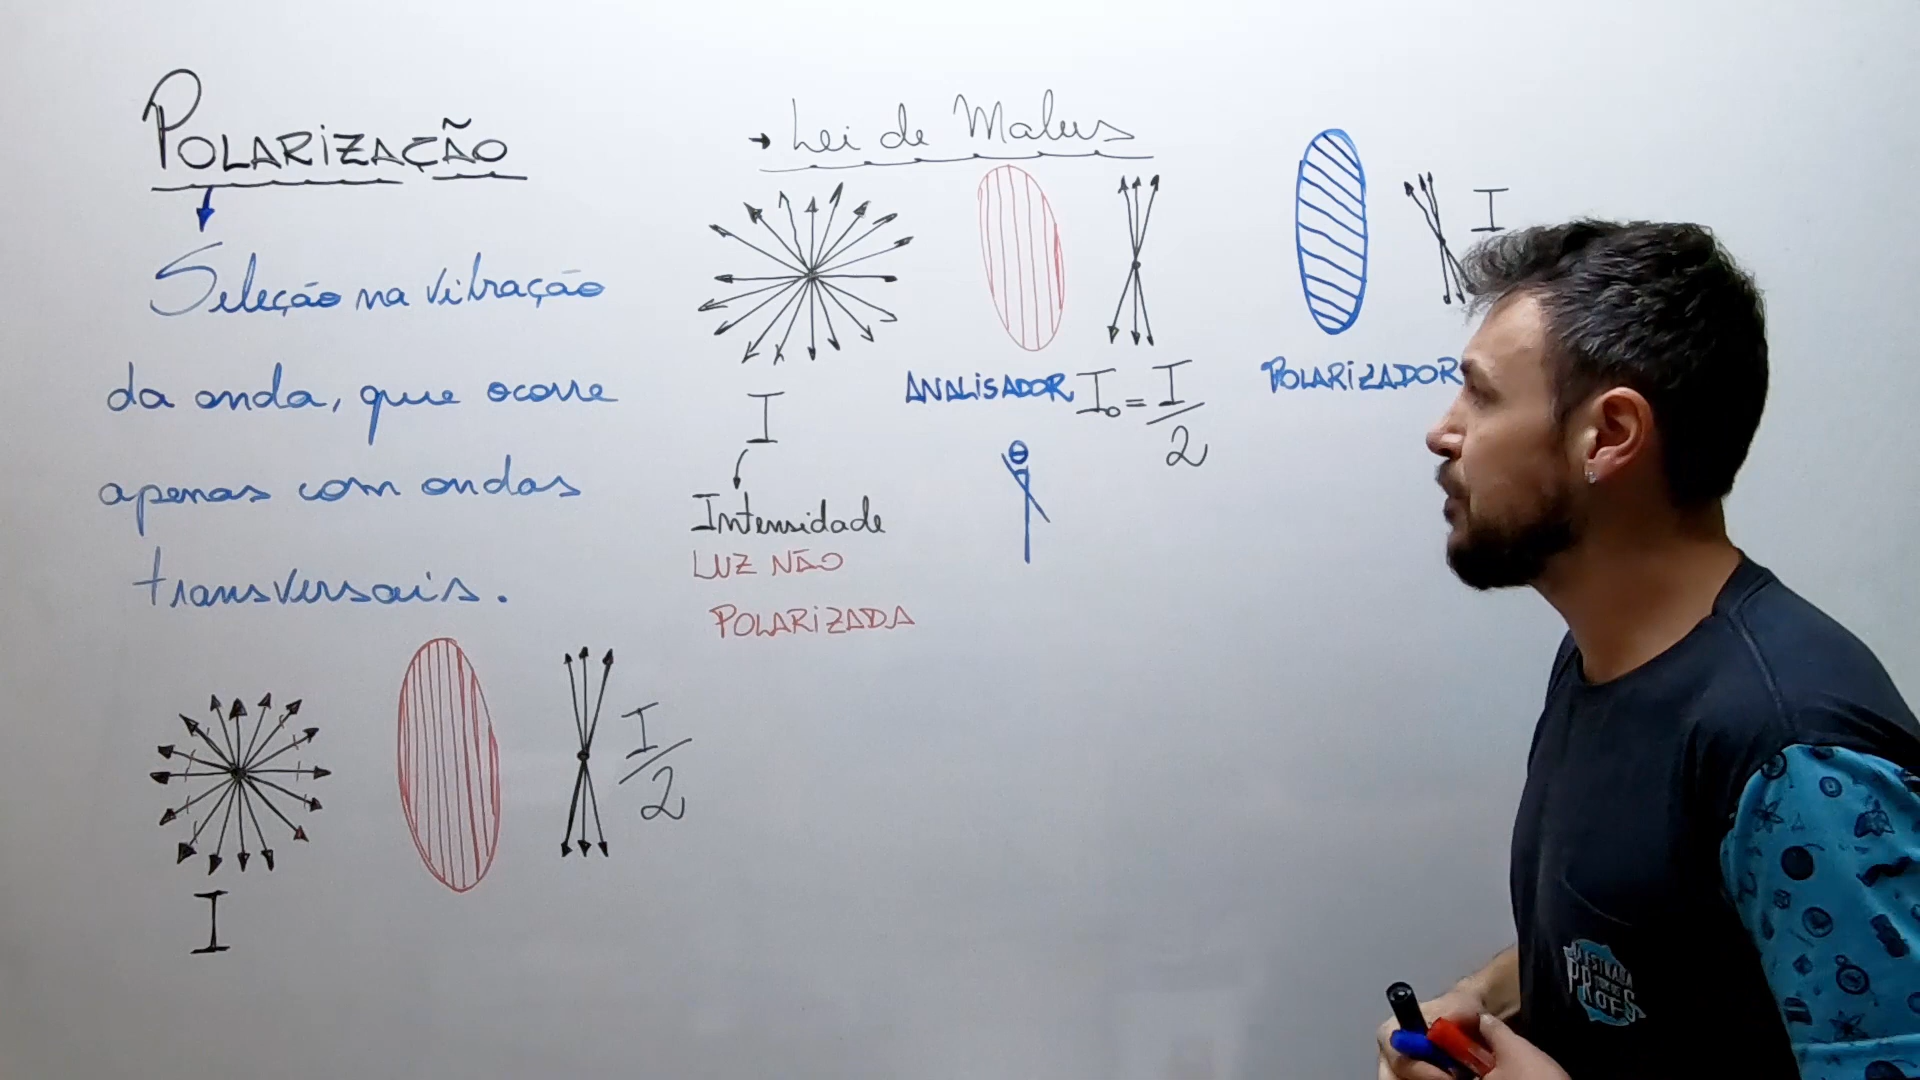 POLARIZAÇÃO
Seleção na vibração
da onda, que ocorre
apenas com ondas
transversais.
I
I/2
→ Lei de Malus
I
Intensidade
LUZ NÃO
POLARIZADA
ANALISADOR
I₀ = I/2
θ
POLARIZADOR
I
PROFS